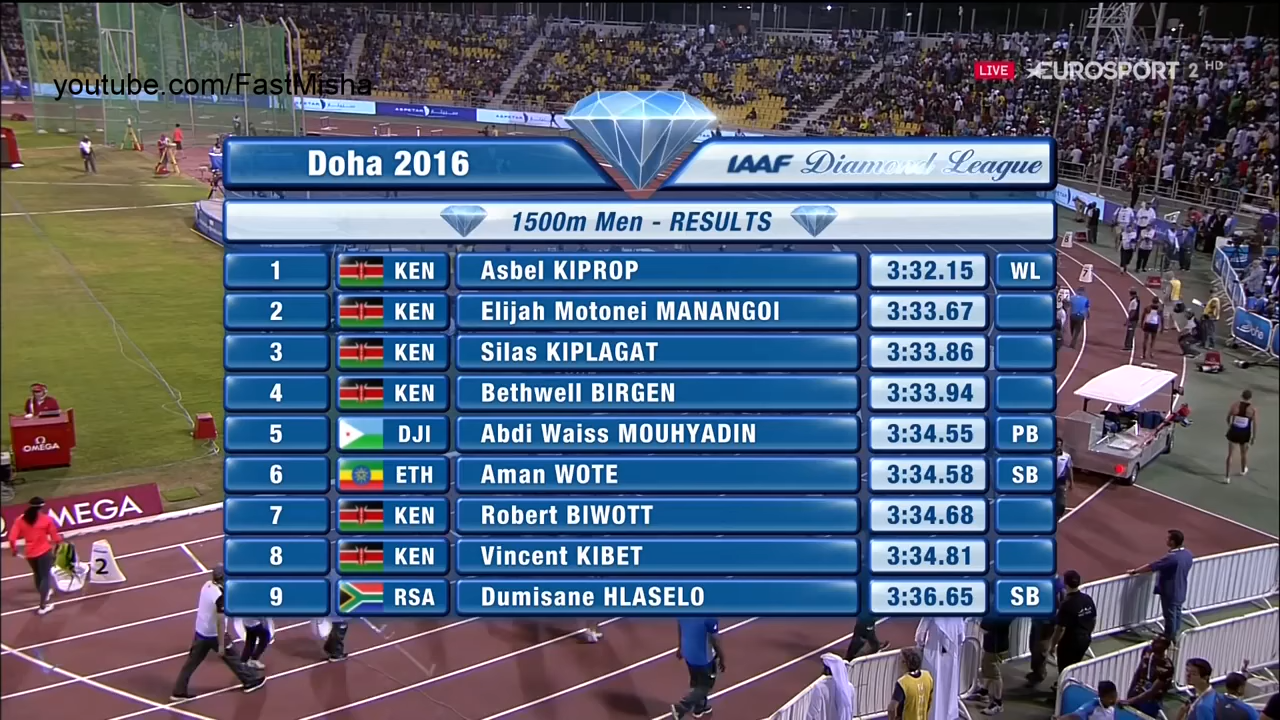 youtube.com/FastMisha
LIVE EUROSPORT 2 HD
ASPETAR
Doha 2016
IAAF Diamond League
1500m Men - RESULTS
1 KEN Asbel KIPROP 3:32.15 WL
2 KEN Elijah Motonei MANANGOI 3:33.67
3 KEN Silas KIPLAGAT 3:33.86
4 KEN Bethwell BIRGEN 3:33.94
5 DJI Abdi Waiss MOUHYADIN 3:34.55 PB
6 ETH Aman WOTE 3:34.58 SB
7 KEN Robert BIWOTT 3:34.68
8 KEN Vincent KIBET 3:34.81
9 RSA Dumisane HLASELO 3:36.65 SB
7
Doha
OMEGA
MEGA
2